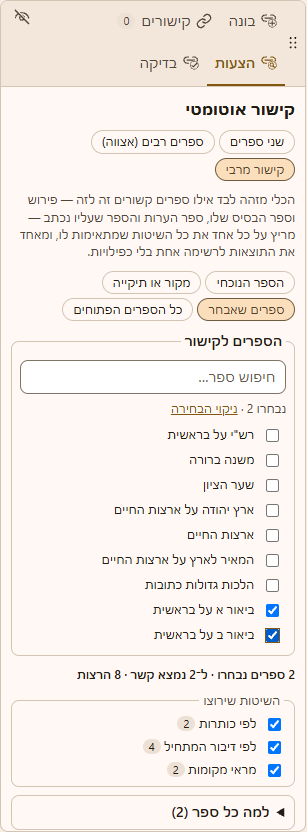 בונה
קישורים 0
הצעות
בדיקה
קישור אוטומטי
שני ספרים
ספרים רבים (אצווה)
קישור מרבי
הכלי מזהה לבד אילו ספרים קשורים זה לזה — פירוש
וספר הבסיס שלו, ספר הערות והספר שעליו נכתב —
מריץ על כל אחד את כל השיטות שמתאימות לו, ומאחד
את התוצאות לרשימה אחת בלי כפילויות.
הספר הנוכחי
מקור או תיקייה
ספרים שאבחר
כל הספרים הפתוחים
הספרים לקישור
חיפוש ספר...
נבחרו 2 · ניקוי הבחירה
רש"י על בראשית
משנה ברורה
שער הציון
ארץ יהודה על ארצות החיים
ארצות החיים
המאיר לארץ על ארצות החיים
הלכות גדולות כתובות
ביאור א על בראשית
ביאור ב על בראשית
2 ספרים נבחרו · ל־2 נמצא קשר · 8 הרצות
השיטות שירוצו
לפי כותרות 2
לפי דיבור המתחיל 4
מראי מקומות 2
◀ למה כל ספר (2)